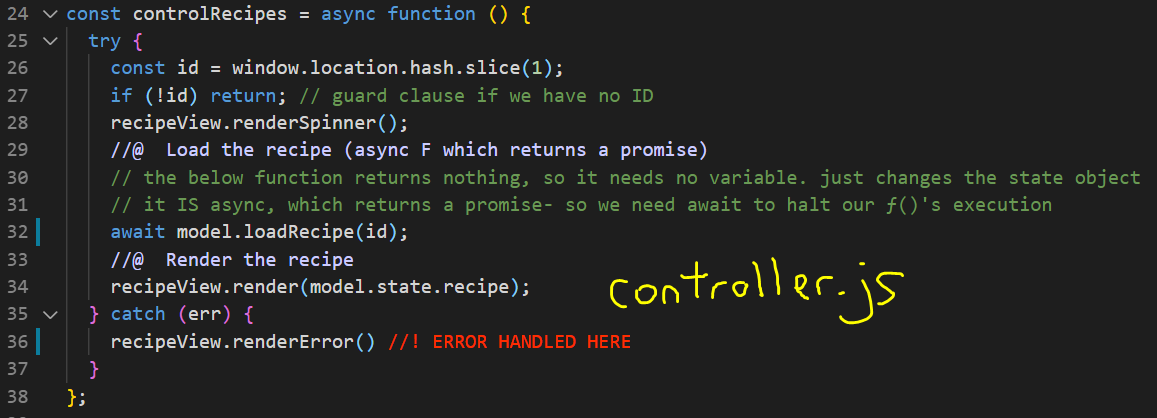 24 const controlRecipes = async function () {
25 try {
26 const id = window.location.hash.slice(1);
27 if (!id) return; // guard clause if we have no ID
28 recipeView.renderSpinner();
29 //@  Load the recipe (async F which returns a promise)
30 // the below function returns nothing, so it needs no variable. just changes the state object
31 // it IS async, which returns a promise- so we need await to halt our ƒ()'s execution
32 await model.loadRecipe(id);
33 //@  Render the recipe
34 recipeView.render(model.state.recipe);
controller.js
35 } catch (err) {
36 recipeView.renderError() //! ERROR HANDLED HERE
37 }
38 };